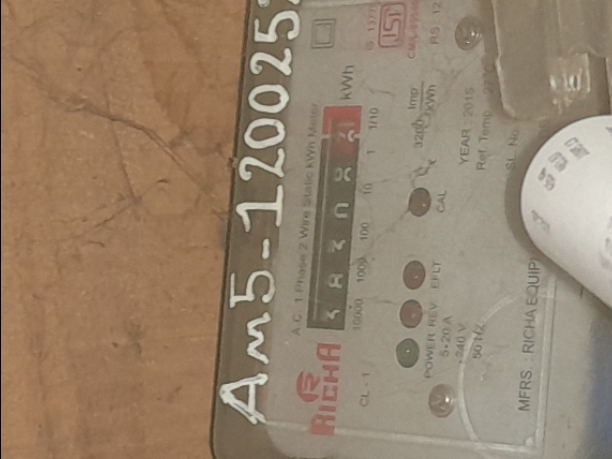 Am5-120025
A.C. 1 Phase 2 Wire Static kWh Meter
kWh
10000 1000 100 10 1 1/10
RICHA
CL - 1
POWER REV. EFLT CAL
5-20 A
240 V
50 Hz
3200 Imp/kWh
YEAR : 2015
Ref. Temp.
SL. No.
MFRS. : RICHA EQUIP